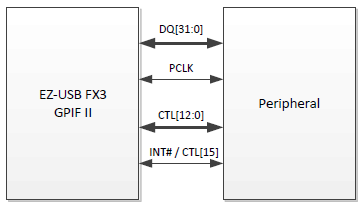 DQ[31:0]
PCLK
EZ-USB FX3
GPIF II
Peripheral
CTL[12:0]
INT# / CTL[15]